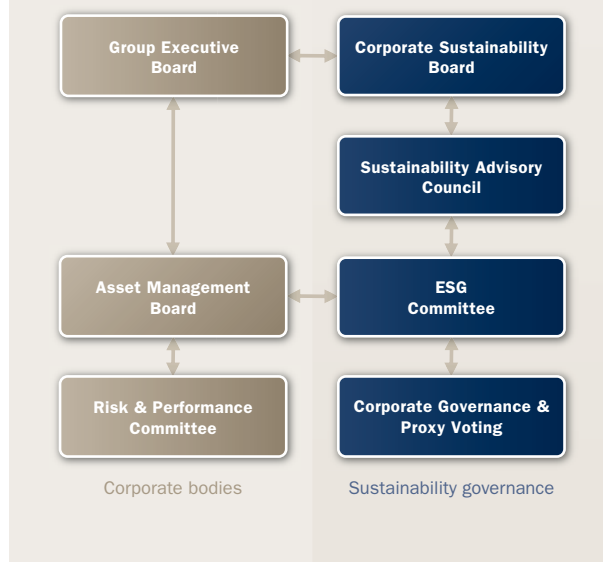 Group Executive
Board
Corporate Sustainability
Board
Sustainability Advisory
Council
Asset Management
Board
ESG
Committee
Risk & Performance
Committee
Corporate Governance &
Proxy Voting
Corporate bodies
Sustainability governance